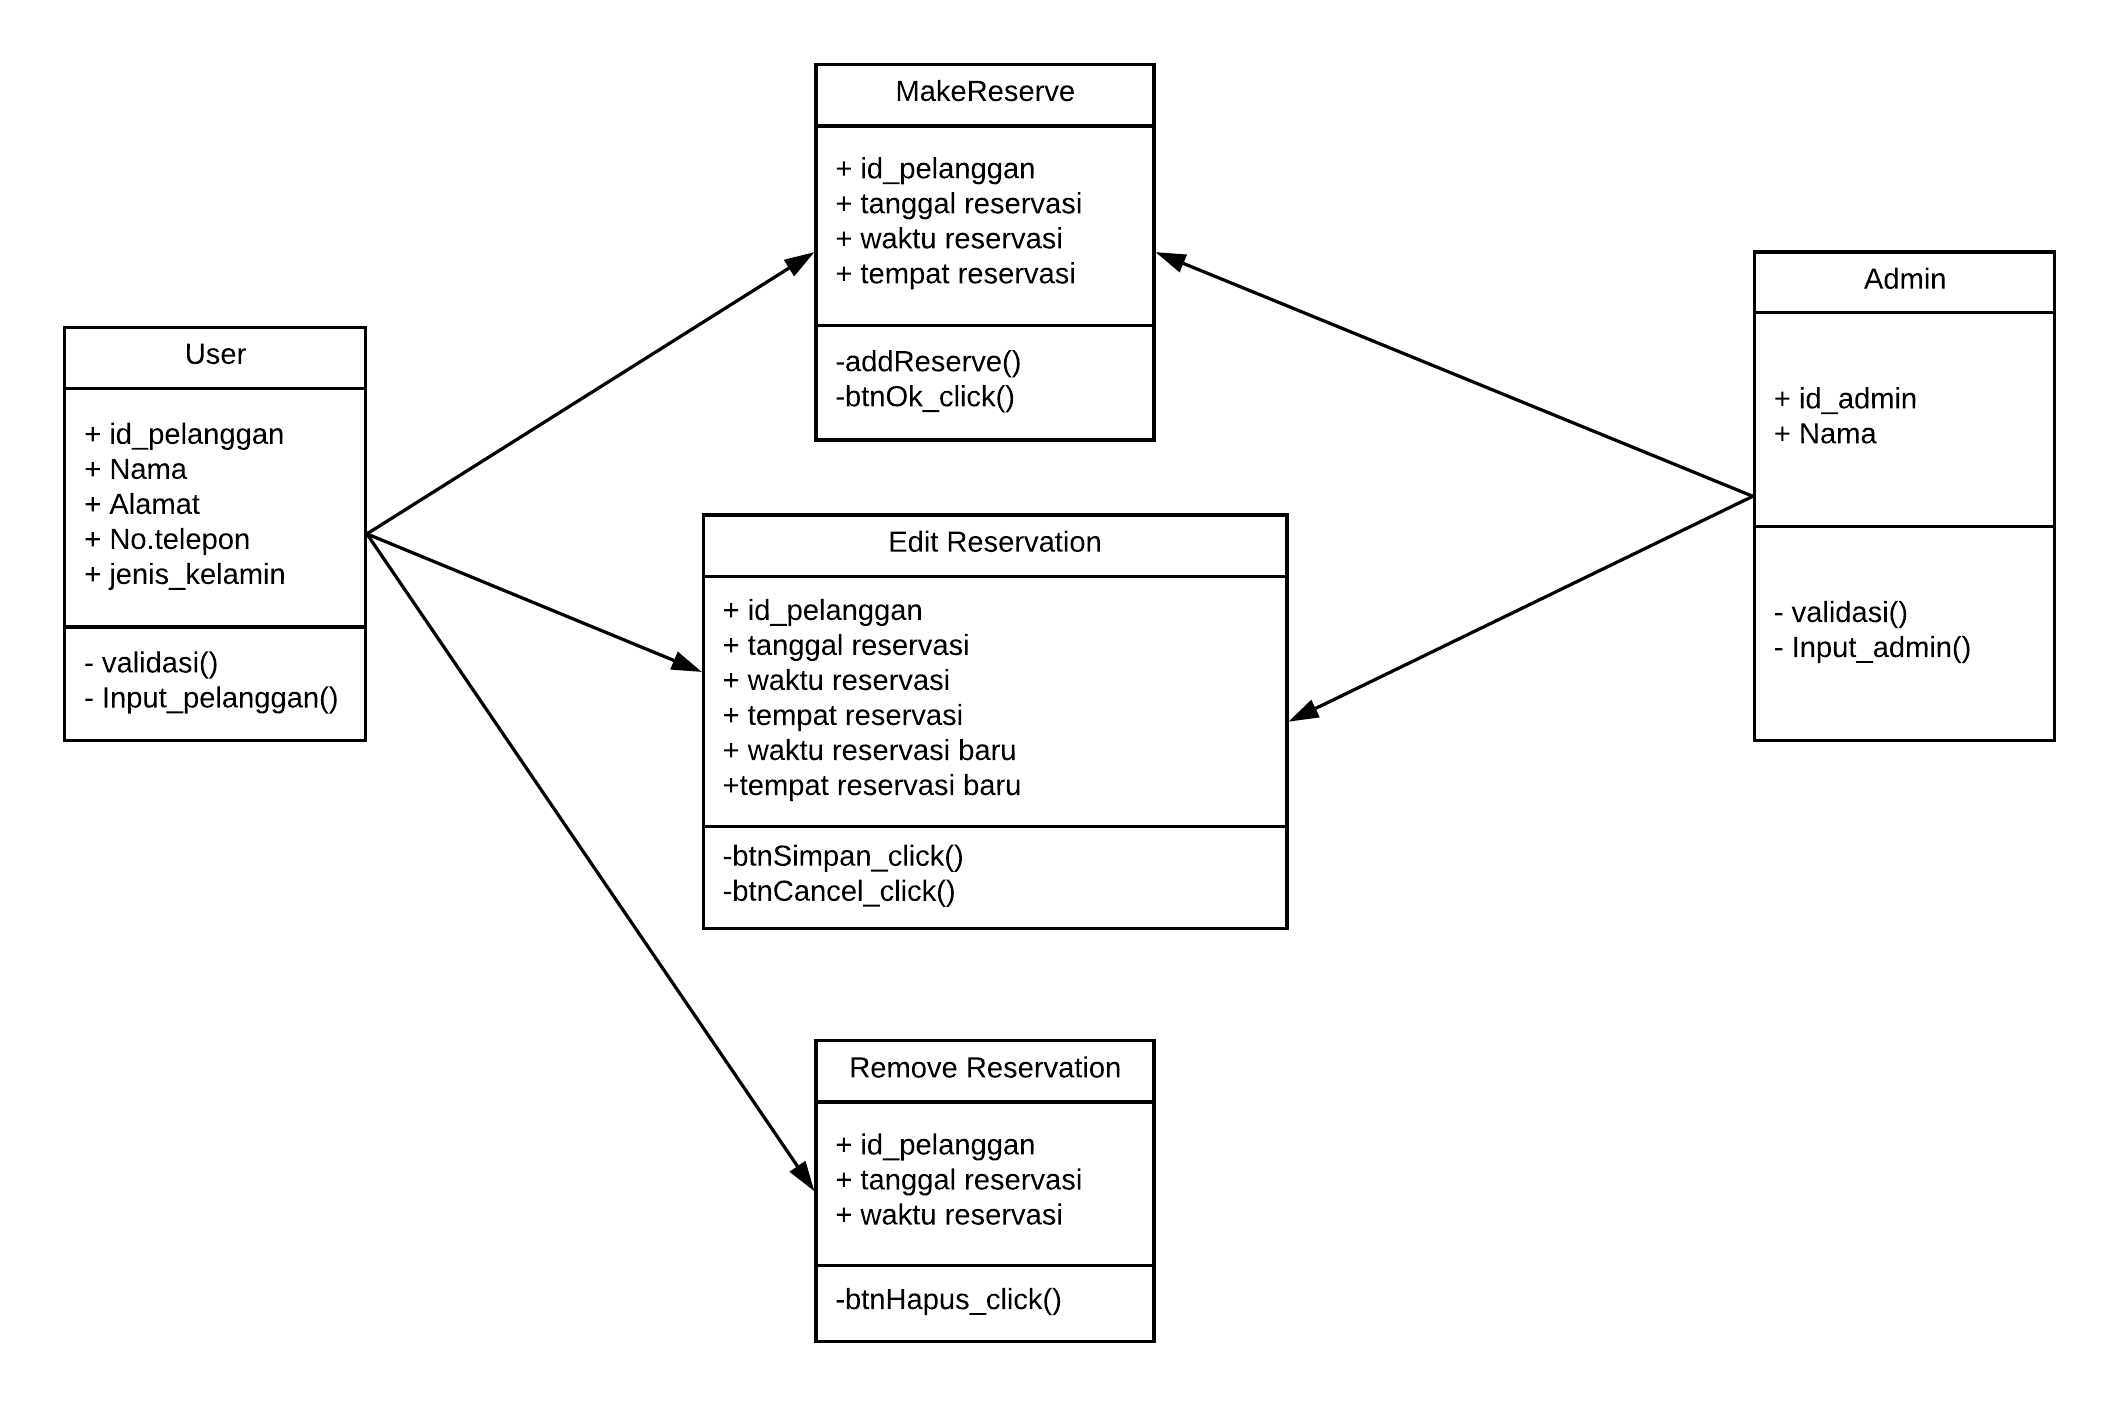 MakeReserve
+ id_pelanggan
+ tanggal reservasi
+ waktu reservasi
+ tempat reservasi
-addReserve()
-btnOk_click()
User
+ id_pelanggan
+ Nama
+ Alamat
+ No.telepon
+ jenis_kelamin
- validasi()
- Input_pelanggan()
Edit Reservation
+ id_pelanggan
+ tanggal reservasi
+ waktu reservasi
+ tempat reservasi
+ waktu reservasi baru
+tempat reservasi baru
-btnSimpan_click()
-btnCancel_click()
Admin
+ id_admin
+ Nama
- validasi()
- Input_admin()
Remove Reservation
+ id_pelanggan
+ tanggal reservasi
+ waktu reservasi
-btnHapus_click()